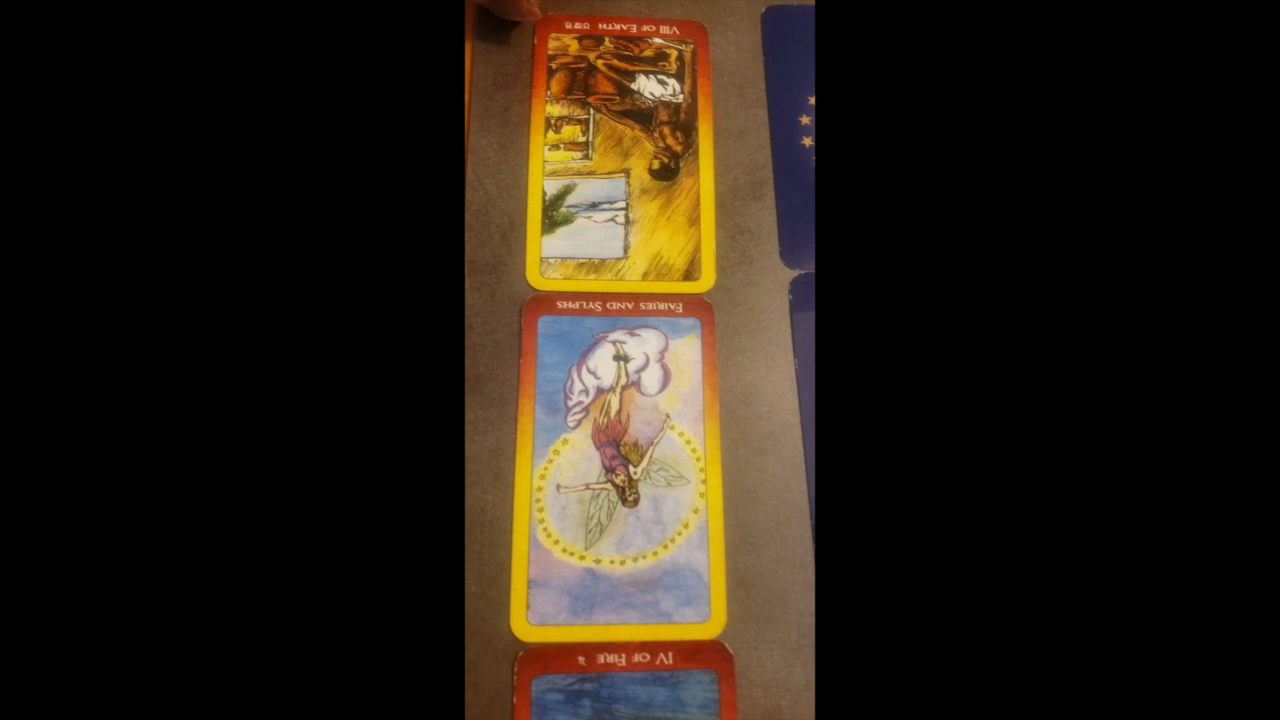 VIII OF EARTH
FAIRIES AND SYLPHS
IV OF FIRE ♃